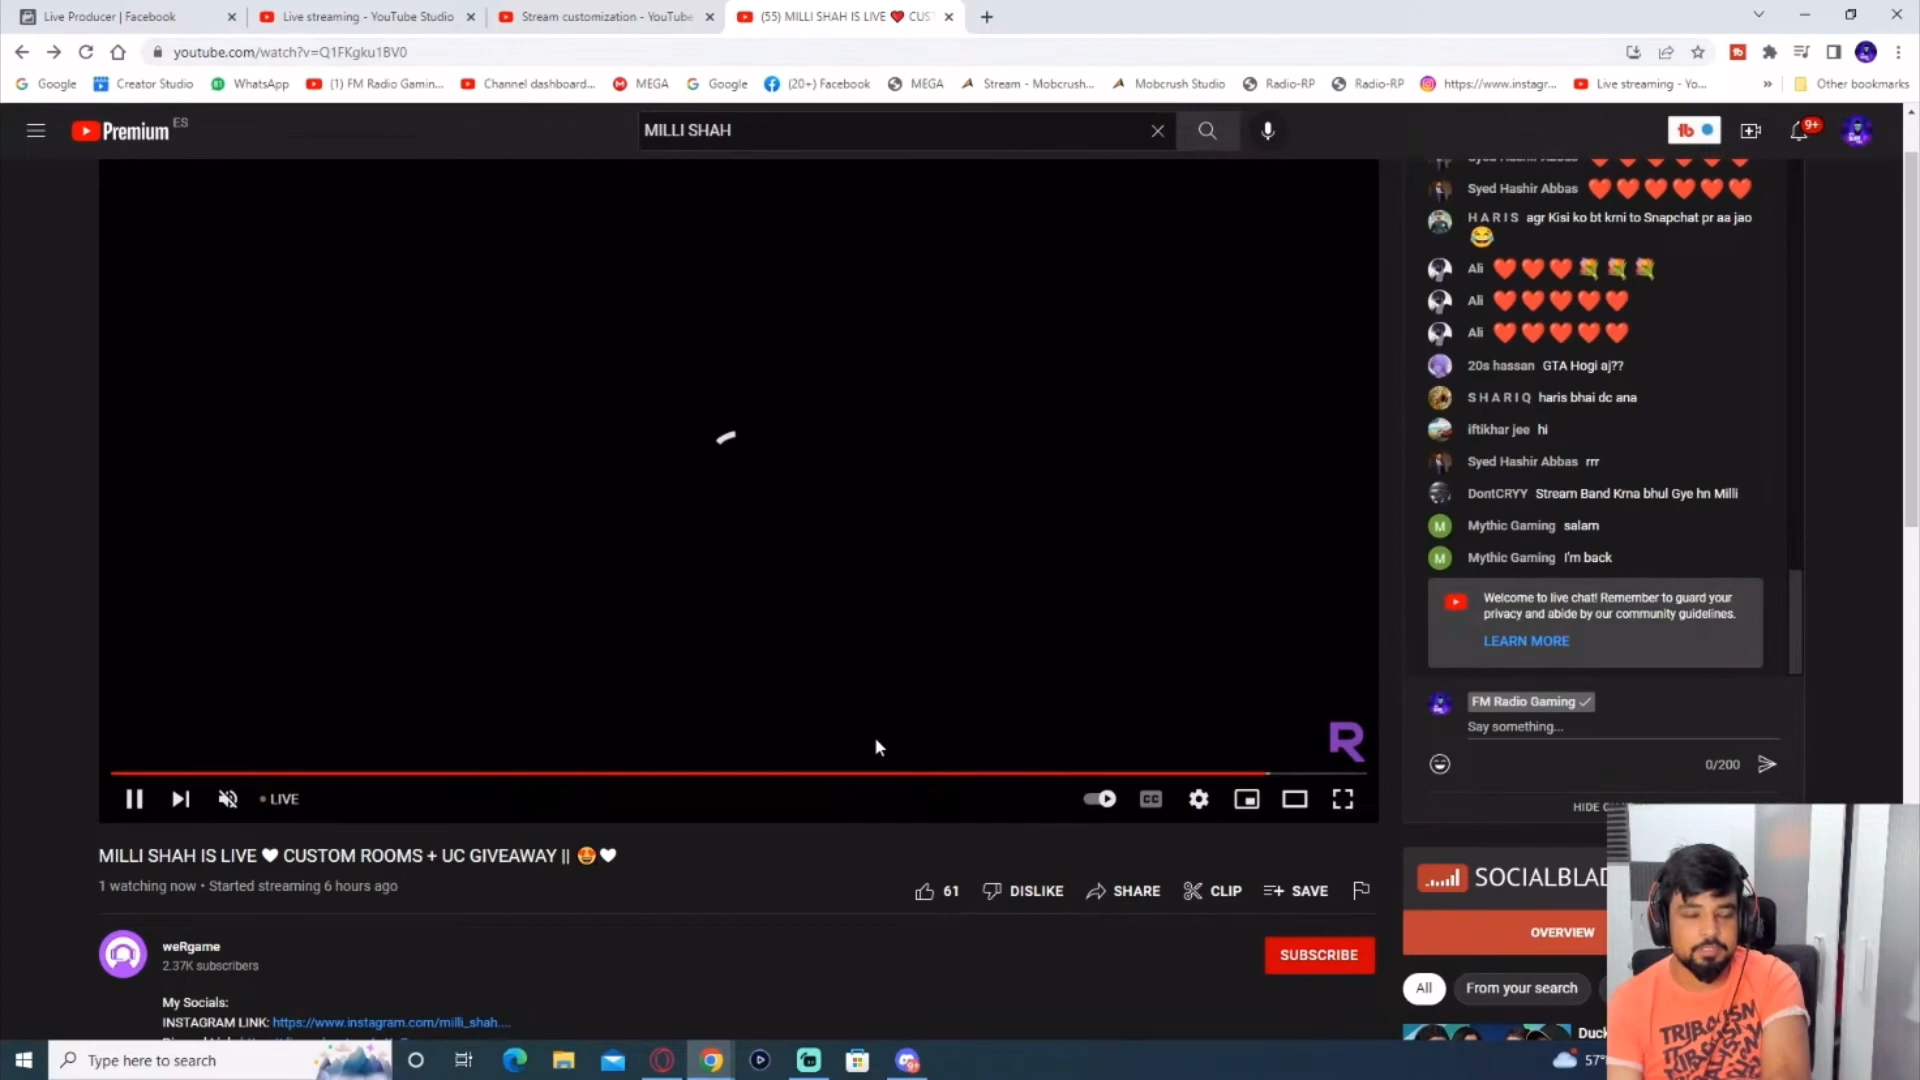 Live Producer | Facebook
Live streaming - YouTube Studio
Stream customization - YouTube
(55) MILLI SHAH IS LIVE ❤ CUS
youtube.com/watch?v=Q1FKgku1BV0
Google
Creator Studio
WhatsApp
(1) FM Radio Gamin...
Channel dashboard...
MEGA
Google
(20+) Facebook
MEGA
Stream - Mobcrush...
Mobcrush Studio
Radio-RP
Radio-RP
https://www.instagr...
Live streaming - Yo...
»
Other bookmarks
Premium ES
MILLI SHAH
9+
Syed Hashir Abbas ❤❤❤❤❤❤
H A R I S agr Kisi ko bt krni to Snapchat pr aa jao
😂
Ali ❤❤❤💐💐💐
Ali ❤❤❤❤❤
Ali ❤❤❤❤❤
20s hassan GTA Hogi aj??
S H A R I Q haris bhai dc ana
iftikhar jee hi
Syed Hashir Abbas rrr
DontCRYY Stream Band Krna bhul Gye hn Milli
M Mythic Gaming salam
M Mythic Gaming I'm back
Welcome to live chat! Remember to guard your
privacy and abide by our community guidelines.
LEARN MORE
FM Radio Gaming ✓
Say something...
0/200
HIDE
R
• LIVE
CC
MILLI SHAH IS LIVE 🤍 CUSTOM ROOMS + UC GIVEAWAY || 🤩🤍
1 watching now • Started streaming 6 hours ago
61 DISLIKE SHARE CLIP SAVE
weRgame
2.37K subscribers
SUBSCRIBE
My Socials:
INSTAGRAM LINK: https://www.instagram.com/milli_shah....
SOCIALBLAD
OVERVIEW
All
From your search
Duck
Type here to search
57°